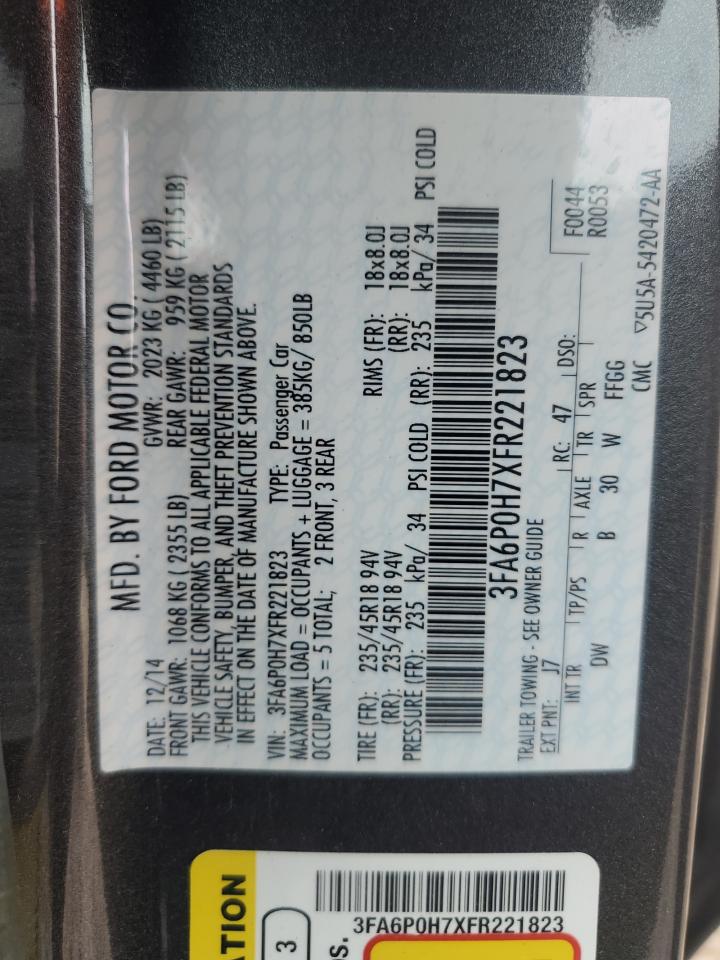 MFD. BY FORD MOTOR CO.
DATE: 12/14 GVWR: 2023 KG ( 4460 LB)
FRONT GAWR: 1068 KG ( 2355 LB) REAR GAWR: 959 KG ( 2115 LB)
THIS VEHICLE CONFORMS TO ALL APPLICABLE FEDERAL MOTOR
VEHICLE SAFETY, BUMPER, AND THEFT PREVENTION STANDARDS
IN EFFECT ON THE DATE OF MANUFACTURE SHOWN ABOVE.
VIN: 3FA6P0H7XFR221823 TYPE: Passenger Car
MAXIMUM LOAD = OCCUPANTS + LUGGAGE = 385KG/ 850LB
OCCUPANTS = 5 TOTAL; 2 FRONT, 3 REAR
TIRE (FR): 235/45R18 94V RIMS (FR): 18x8.0J
(RR): 235/45R18 94V (RR): 18x8.0J
PRESSURE (FR): 235 kPa/ 34 PSI COLD (RR): 235 kPa/ 34 PSI COLD
3FA6P0H7XFR221823
TRAILER TOWING - SEE OWNER GUIDE
EXT PNT: J7 RC: 47 DSO: F0044
INT TR TP/PS R AXLE TR SPR R0053
DW B 30 W FFGG
CMC ▽5U5A-5420472-AA
ATION
3
3FA6P0H7XFR221823